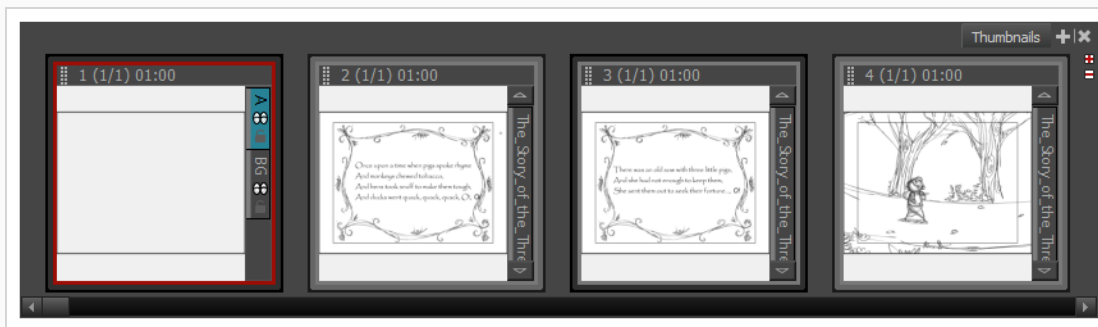 Thumbnails
1 (1/1) 01:00
A
BG
2 (1/1) 01:00
Once upon a time when pigs spoke rhyme
And monkeys chewed tobacco,
And hens took snuff to make them tough,
And ducks went quack, quack, quack, O!
The_Story_of_the_Thre
3 (1/1) 01:00
There was an old sow with three little pigs,
And she had not enough to keep them,
She sent them out to seek their fortune
The_Story_of_the_Thre
4 (1/1) 01:00
The_Story_of_the_Thre